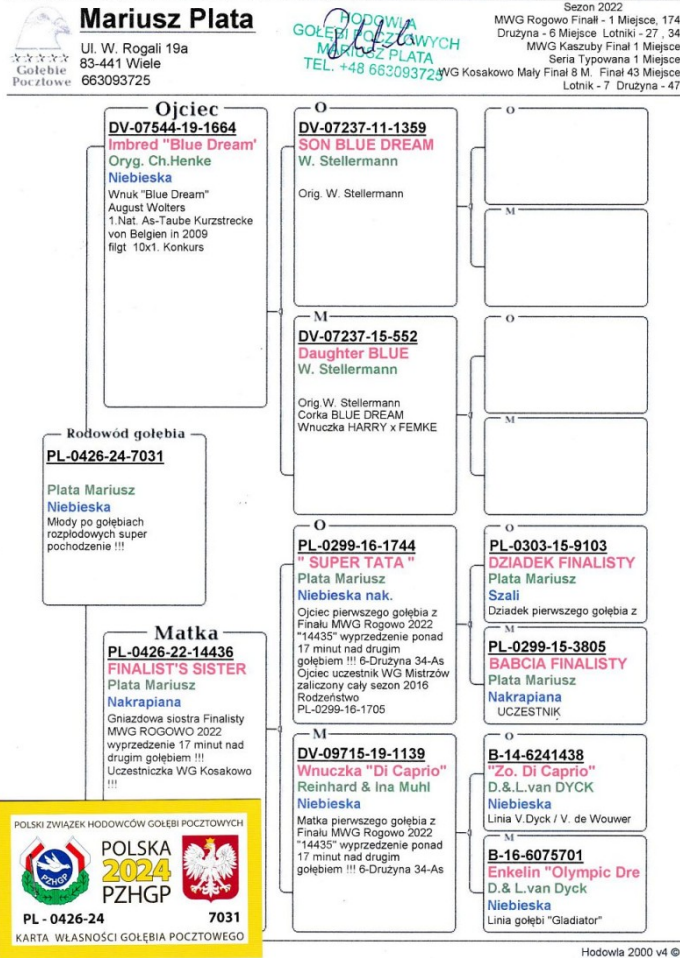 Mariusz Plata
Ul. W. Rogali 19a
83-441 Wiele
663093725
Gołebie
Pocztowe
HODOWLA
GOŁĘBI POCZTOWYCH
MARIUSZ PLATA
TEL. +48 663093725
Sezon 2022
MWG Rogowo Finałł - 1 Miejsce, 174
Drużyna - 6 Miejsce Lotniki - 27 , 34
MWG Kaszuby Finał 1 Miejsce
Seria Typowana 1 Miejsce
WG Kosakowo Mały Finał 8 M. Finał 43 Miejsce
Lotnik - 7 Drużyna - 47
Ojciec
DV-07544-19-1664
Imbred "Blue Dream'
Oryg. Ch.Henke
Niebieska
Wnuk "Blue Dream"
August Wolters
1.Nat. As-Taube Kurzstrecke
von Belgien in 2009
filgt 10x1. Konkurs
O
DV-07237-11-1359
SON BLUE DREAM
W. Stellermann
Orig. W. Stellermann
O
M
M
DV-07237-15-552
Daughter BLUE
W. Stellermann
Orig.W. Stellermann
Corka BLUE DREAM
Wnuczka HARRY x FEMKE
O
M
Rodowód gołebia
PL-0426-24-7031
Plata Mariusz
Niebieska
Młody po gołębiach
rozpłodowych super
pochodzenie !!!
Matka
PL-0426-22-14436
FINALIST'S SISTER
Plata Mariusz
Nakrapiana
Gniazdowa siostra Finalisty
MWG ROGOWO 2022
wyprzedzenie 17 minut nad
drugim gołębiem !!!
Uczestniczka WG Kosakowo
!!!
O
PL-0299-16-1744
" SUPER TATA "
Plata Mariusz
Niebieska nak.
Ojciec pierwszego gołębia z
Finału MWG Rogowo 2022
"14435" wyprzedzenie ponad
17 minut nad drugim
gołębiem !!! 6-Drużyna 34-As
Ojciec uczestnik WG Mistrzów
zaliczony cały sezon 2016
Rodzeństwo
PL-0299-16-1705
O
PL-0303-15-9103
DZIADEK FINALISTY
Plata Mariusz
Szali
Dziadek pierwszego gołębia z
M
PL-0299-15-3805
BABCIA FINALISTY
Plata Mariusz
Nakrapiana
UCZESTNIK
M
DV-09715-19-1139
Wnuczka "Di Caprio"
Reinhard & Ina Muhl
Niebieska
Matka pierwszego gołębia z
Finału MWG Rogowo 2022
"14435" wyprzedzenie ponad
17 minut nad drugim
gołębiem !!! 6-Drużyna 34-As
O
B-14-6241438
"Zo. Di Caprio"
D.&.L.van DYCK
Niebieska
Linia V.Dyck / V. de Wouwer
M
B-16-6075701
Enkelin "Olympic Dre
D.& L.van Dyck
Niebieska
Linia gołębi "Gladiator"
POLSKI ZWIĄZEK HODOWCÓW GOŁĘBI POCZTOWYCH
PZHGP
POLSKA
2024
PZHGP
PL - 0426-24 7031
KARTA WŁASNOŚCI GOŁĘBIA POCZTOWEGO
Hodowla 2000 v4 ©